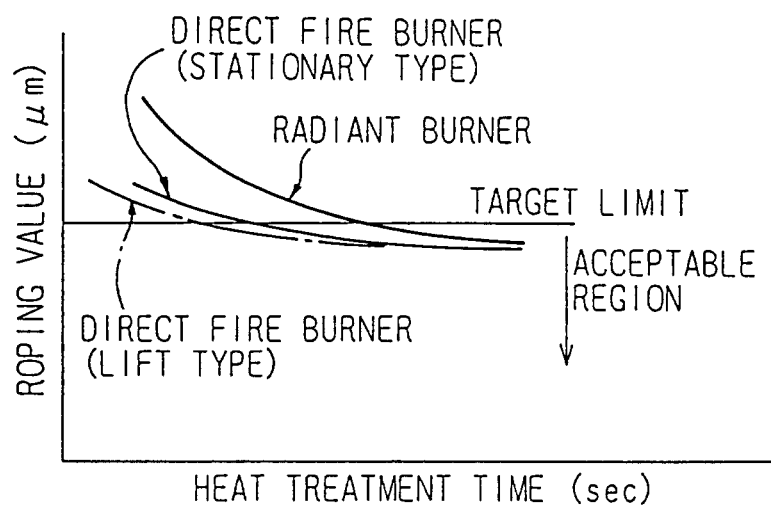 DIRECT FIRE BURNER
(STATIONARY TYPE)
RADIANT BURNER
TARGET LIMIT
ACCEPTABLE
REGION
DIRECT FIRE BURNER
(LIFT TYPE)
ROPING VALUE (μm)
HEAT TREATMENT TIME (sec)